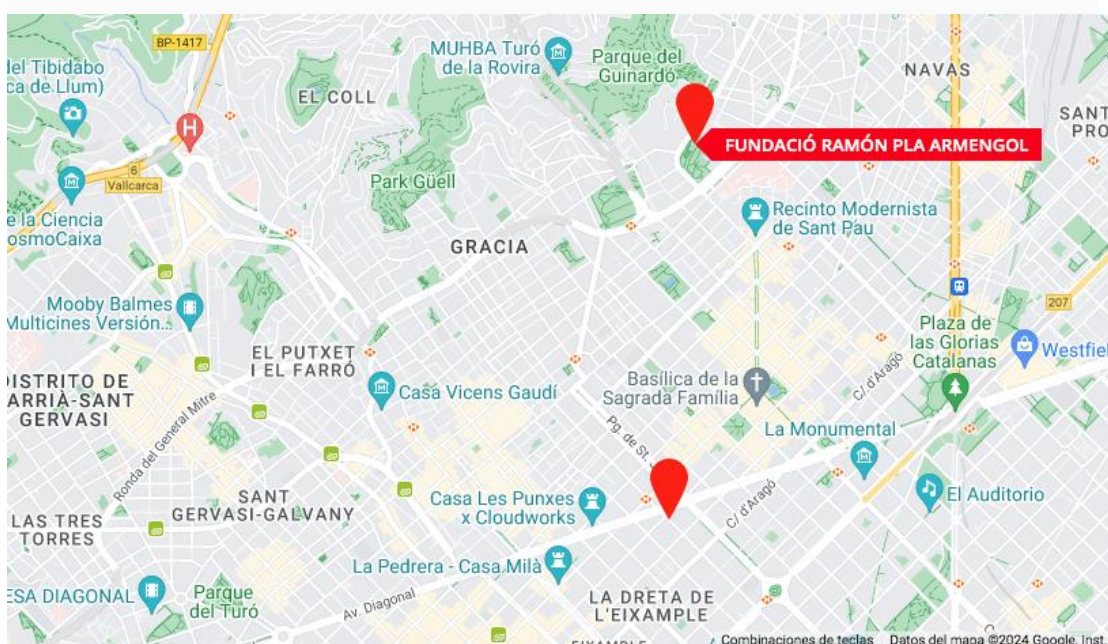 BP-1417
del Tibidabo
ca de Llum)
EL COLL
MUHBA Turó
de la Rovira
Parque del
Guinardó
NAVAS
SANT
PRO
H
FUNDACIÓ RAMÓN PLA ARMENGOL
6
Vallcarca
Park Güell
e la Ciencia
osmoCaixa
GRACIA
Recinto Modernista
de Sant Pau
207
Mooby Balmes
Multicines Versión...
Plaza de
las Glorias
Catalanas
Westfiel
EL PUTXET
I EL FARRÓ
DISTRITO DE
ARRIÀ-SANT
GERVASI
Casa Vicens Gaudí
Basílica de la
Sagrada Família
C/ d'Aragó
Ronda del General Mitre
Pg. de St. J
La Monumental
SANT
GERVASI-GALVANY
Casa Les Punxes
x Cloudworks
C/ d'Aragó
El Auditorio
LAS TRES
TORRES
La Pedrera - Casa Milà
ESA DIAGONAL
Parque
del Turó
Av. Diagonal
LA DRETA DE
L'EIXAMPLE
Combinaciones de teclas
Datos del mapa ©2024 Google, Inst